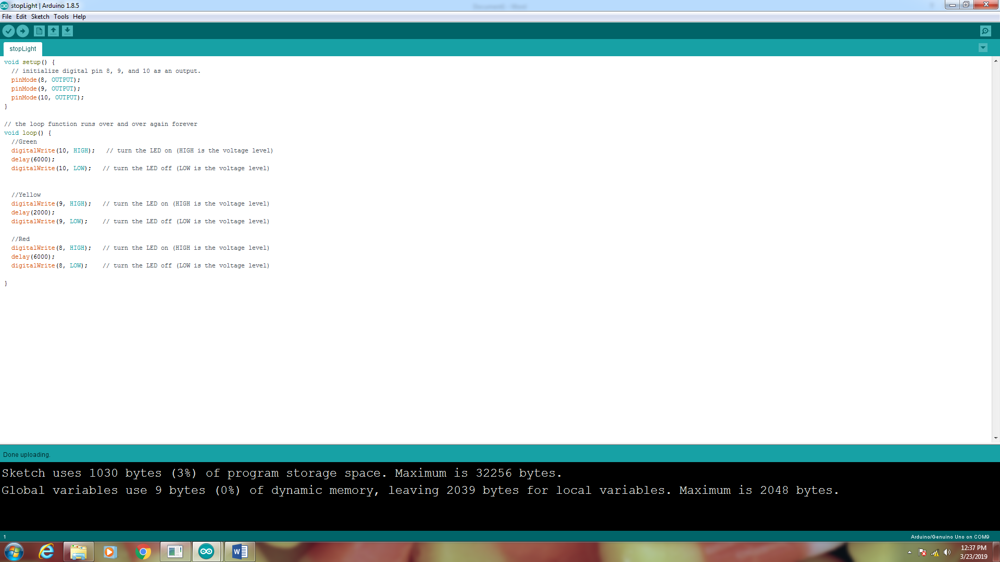 stopLight | Arduino 1.8.5
File Edit Sketch Tools Help
stopLight
void setup() {
  // initialize digital pin 8, 9, and 10 as an output.
  pinMode(8, OUTPUT);
  pinMode(9, OUTPUT);
  pinMode(10, OUTPUT);
}
// the loop function runs over and over again forever
void loop() {
  //Green
  digitalWrite(10, HIGH);   // turn the LED on (HIGH is the voltage level)
  delay(6000);
  digitalWrite(10, LOW);   // turn the LED off (LOW is the voltage level)
  //Yellow
  digitalWrite(9, HIGH);   // turn the LED on (HIGH is the voltage level)
  delay(2000);
  digitalWrite(9, LOW);    // turn the LED off (LOW is the voltage level)
  //Red
  digitalWrite(8, HIGH);   // turn the LED on (HIGH is the voltage level)
  delay(6000);
  digitalWrite(8, LOW);    // turn the LED off (LOW is the voltage level)
}
Done uploading.
Sketch uses 1030 bytes (3%) of program storage space. Maximum is 32256 bytes.
Global variables use 9 bytes (0%) of dynamic memory, leaving 2039 bytes for local variables. Maximum is 2048 bytes.
1
Arduino/Genuino Uno on COM9
12:37 PM
3/23/2019